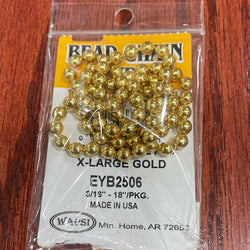 BEAD CHAIN
X-LARGE GOLD
EYB2506
3/16" - 18"/PKG.
MADE IN USA
WAPSI
Mtn. Home, AR 72653